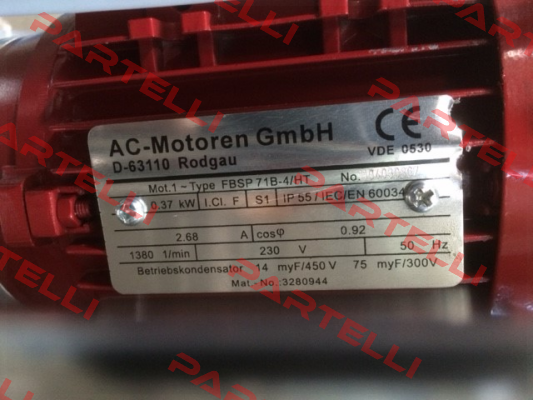 AC-Motoren GmbH
D-63110 Rodgau
CE
VDE 0530
Mot.1~Type FBSP 71B-4/HT No.
0.37 kW I.Cl. F S1 IP 55/IEC/EN 60034
2.68 A cosφ 0.92
1380 1/min 230 V 50 Hz
Betriebskondensator 14 myF/450 V 75 myF/300V
Mat.-No.:3280944
PARTELLI
PARTELLI
PARTELLI
PARTELLI
PARTELLI